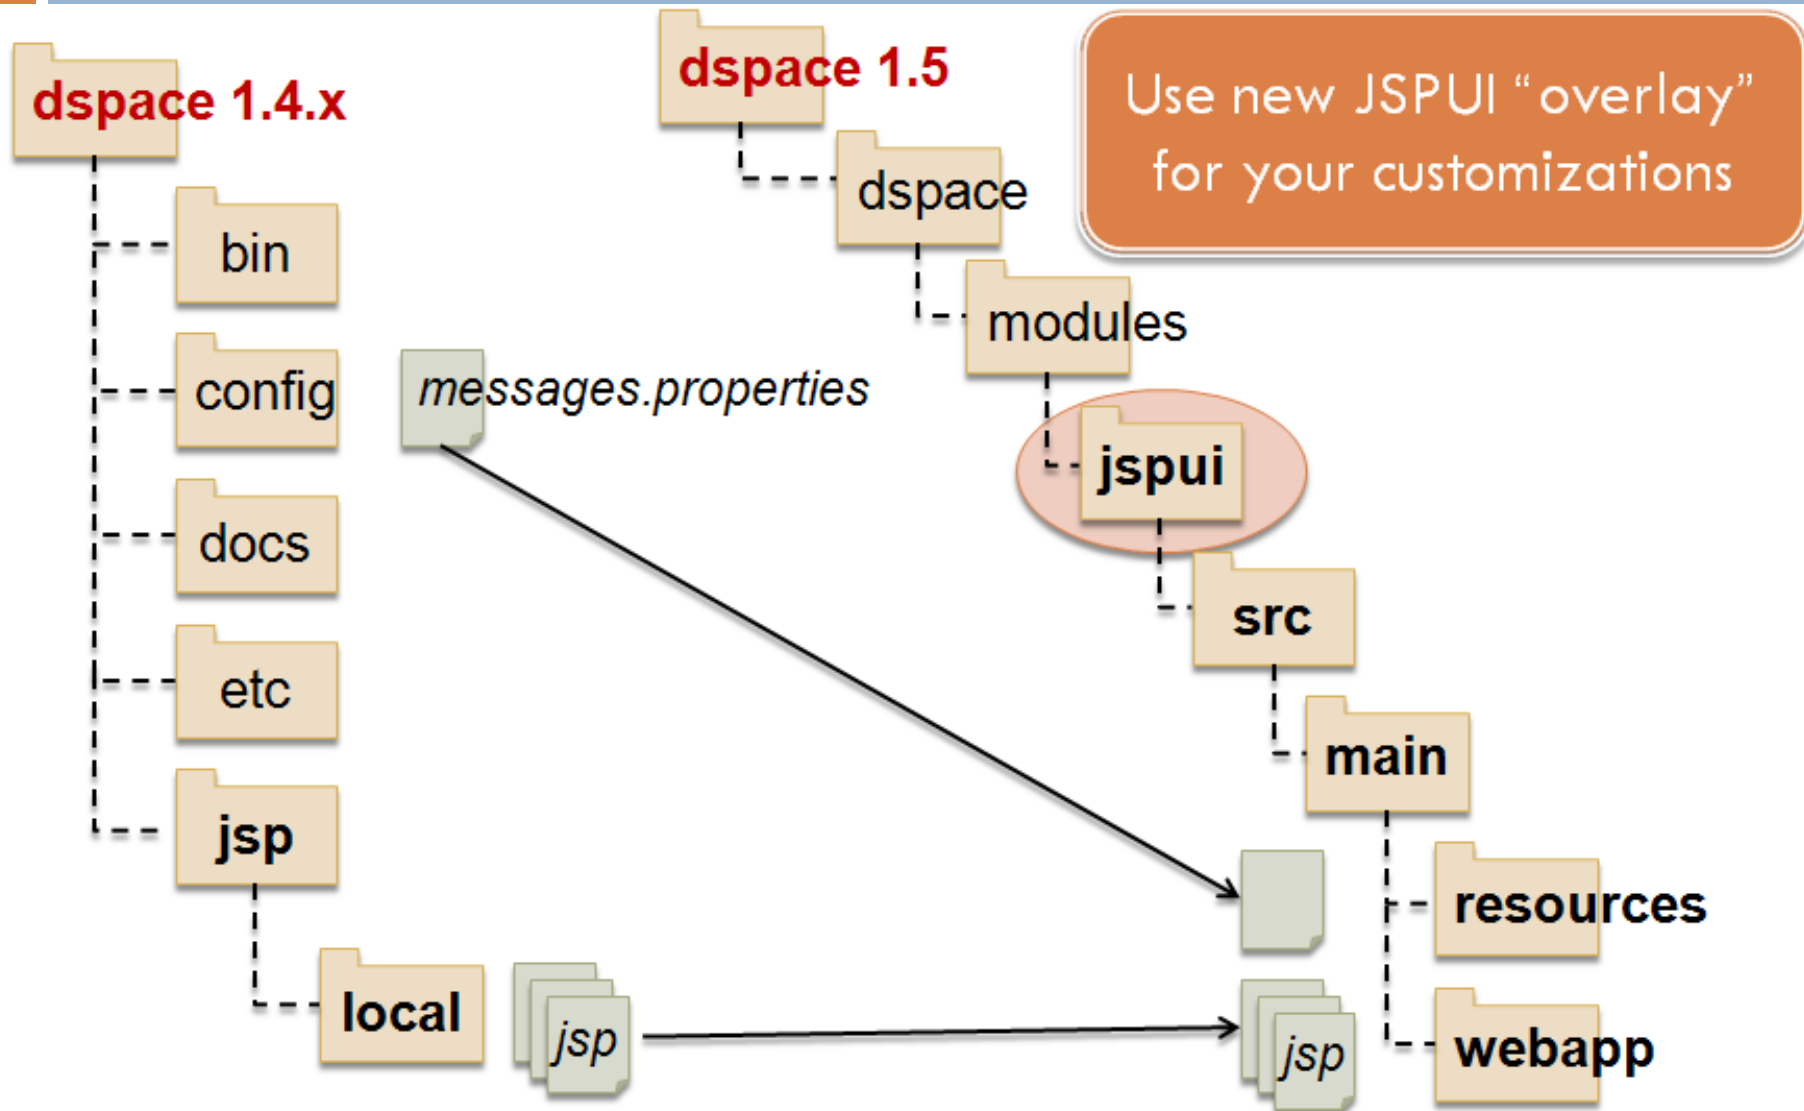 dspace 1.4.x
bin
config
messages.properties
docs
etc
jsp
local
jsp
dspace 1.5
dspace
modules
jspui
src
main
resources
webapp
jsp
Use new JSPUI “overlay”
for your customizations